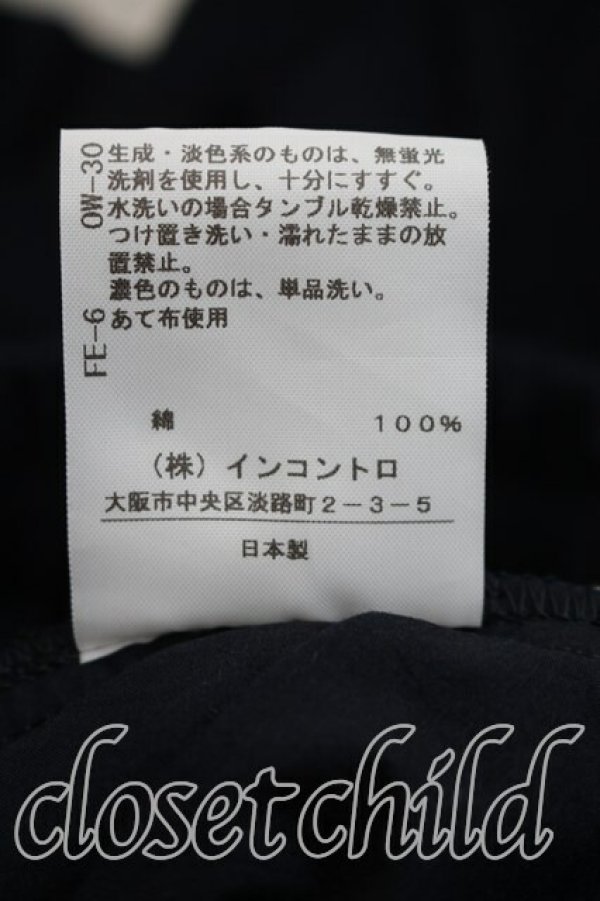 OW-30
FE-6
生成・淡色系のものは、無蛍光
洗剤を使用し、十分にすすぐ。
水洗いの場合タンブル乾燥禁止。
つけ置き洗い・濡れたままの放
置禁止。
濃色のものは、単品洗い。
あて布使用
綿 100%
(株)インコントロ
大阪市中央区淡路町2-3-5
日本製
closetchild